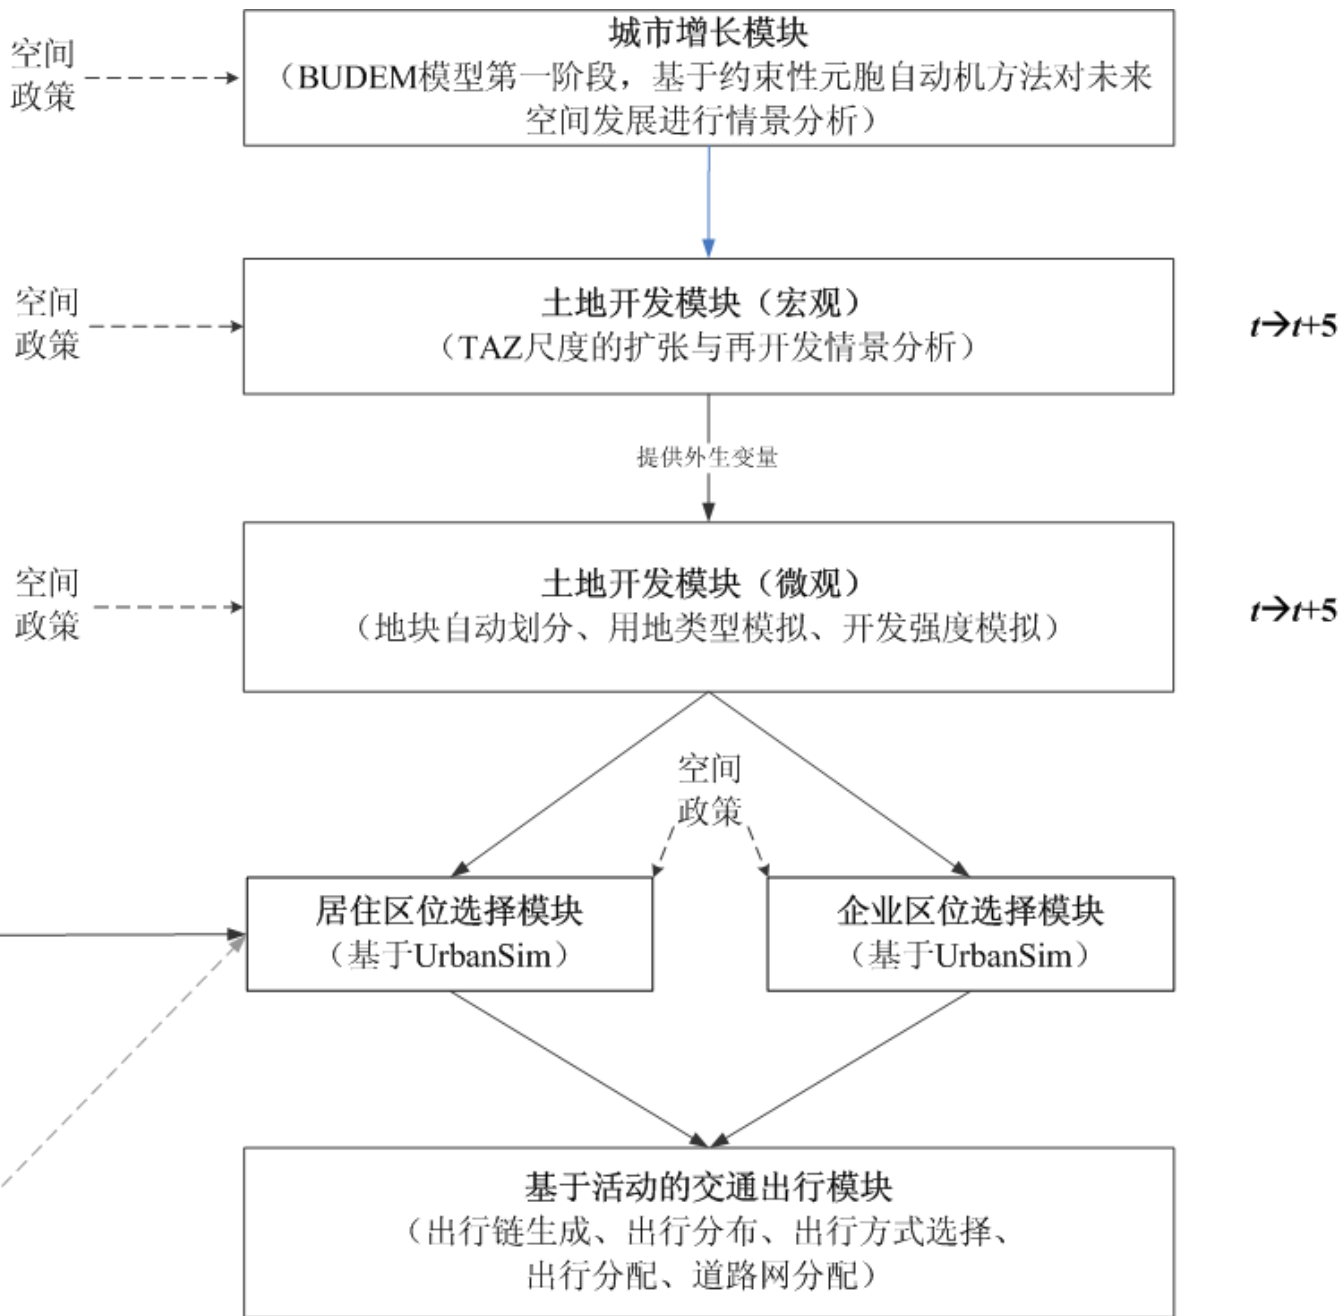 城市增长模块
（BUDEM模型第一阶段，基于约束性元胞自动机方法对未来
空间发展进行情景分析）
空间
政策
土地开发模块（宏观）
（TAZ尺度的扩张与再开发情景分析）
空间
政策
t→t+5
提供外生变量
土地开发模块（微观）
（地块自动划分、用地类型模拟、开发强度模拟）
空间
政策
t→t+5
空间
政策
居住区位选择模块
（基于UrbanSim）
企业区位选择模块
（基于UrbanSim）
基于活动的交通出行模块
（出行链生成、出行分布、出行方式选择、
出行分配、道路网分配）